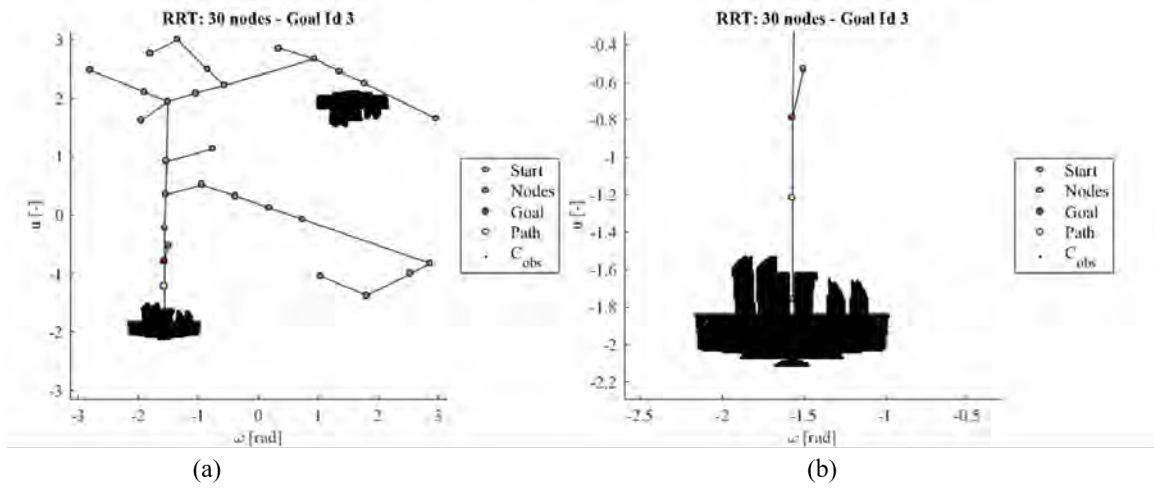 RRT: 30 nodes - Goal Id 3
3
2
1
0
-1
-2
-3
u [-]
-3 -2 -1 0 1 2 3
ω [rad]
Start
Nodes
Goal
Path
C_obs
(a)
RRT: 30 nodes - Goal Id 3
-0.4
-0.6
-0.8
-1
-1.2
-1.4
-1.6
-1.8
-2
-2.2
u [-]
-2.5 -2 -1.5 -1 -0.5
ω [rad]
Start
Nodes
Goal
Path
C_obs
(b)